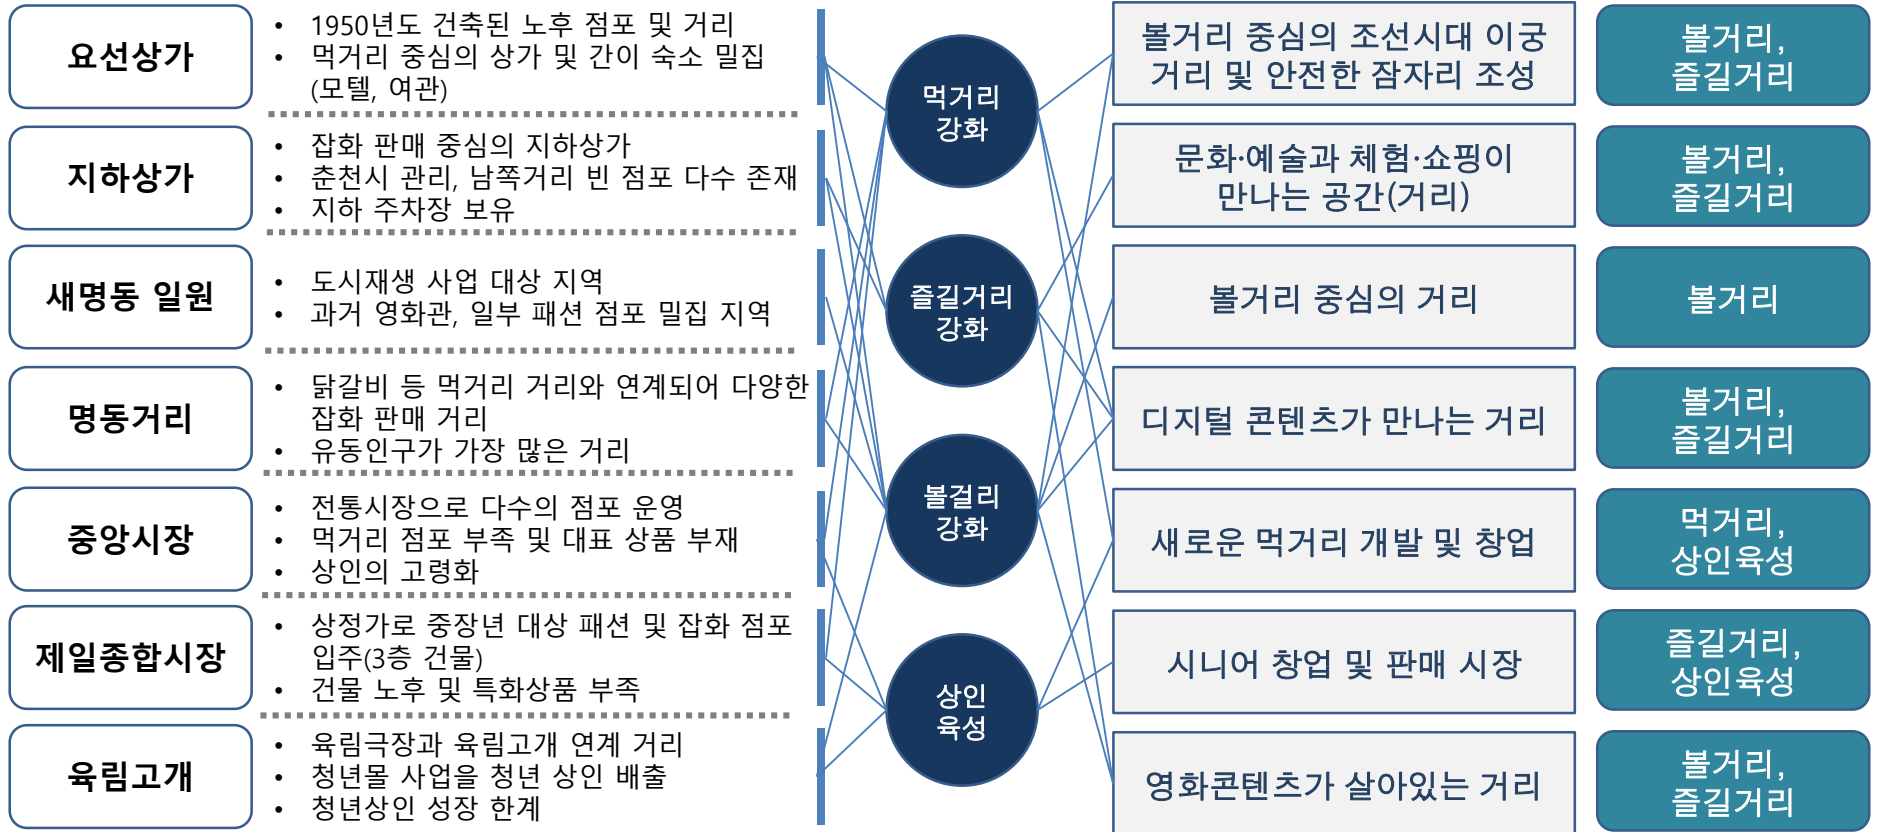 요선상가
• 1950년도 건축된 노후 점포 및 거리
• 먹거리 중심의 상가 및 간이 숙소 밀집
(모텔, 여관)
지하상가
• 잡화 판매 중심의 지하상가
• 춘천시 관리, 남쪽거리 빈 점포 다수 존재
• 지하 주차장 보유
새명동 일원
• 도시재생 사업 대상 지역
• 과거 영화관, 일부 패션 점포 밀집 지역
명동거리
• 닭갈비 등 먹거리 거리와 연계되어 다양한
잡화 판매 거리
• 유동인구가 가장 많은 거리
중앙시장
• 전통시장으로 다수의 점포 운영
• 먹거리 점포 부족 및 대표 상품 부재
• 상인의 고령화
제일종합시장
• 상정가로 중장년 대상 패션 및 잡화 점포
입주(3층 건물)
• 건물 노후 및 특화상품 부족
육림고개
• 육림극장과 육림고개 연계 거리
• 청년몰 사업을 청년 상인 배출
• 청년상인 성장 한계
먹거리
강화
즐길거리
강화
볼걸리
강화
상인
육성
볼거리 중심의 조선시대 이궁
거리 및 안전한 잠자리 조성
볼거리,
즐길거리
문화·예술과 체험·쇼핑이
만나는 공간(거리)
볼거리,
즐길거리
볼거리 중심의 거리
볼거리
디지털 콘텐츠가 만나는 거리
볼거리,
즐길거리
새로운 먹거리 개발 및 창업
먹거리,
상인육성
시니어 창업 및 판매 시장
즐길거리,
상인육성
영화콘텐츠가 살아있는 거리
볼거리,
즐길거리